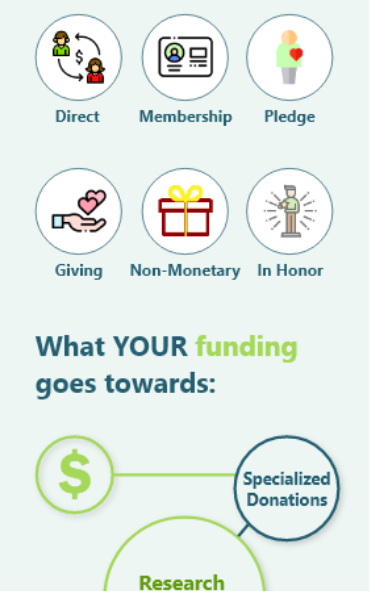 $
Direct Membership Pledge
Giving Non-Monetary In Honor
What YOUR funding
goes towards:
$
Specialized
Donations
Research